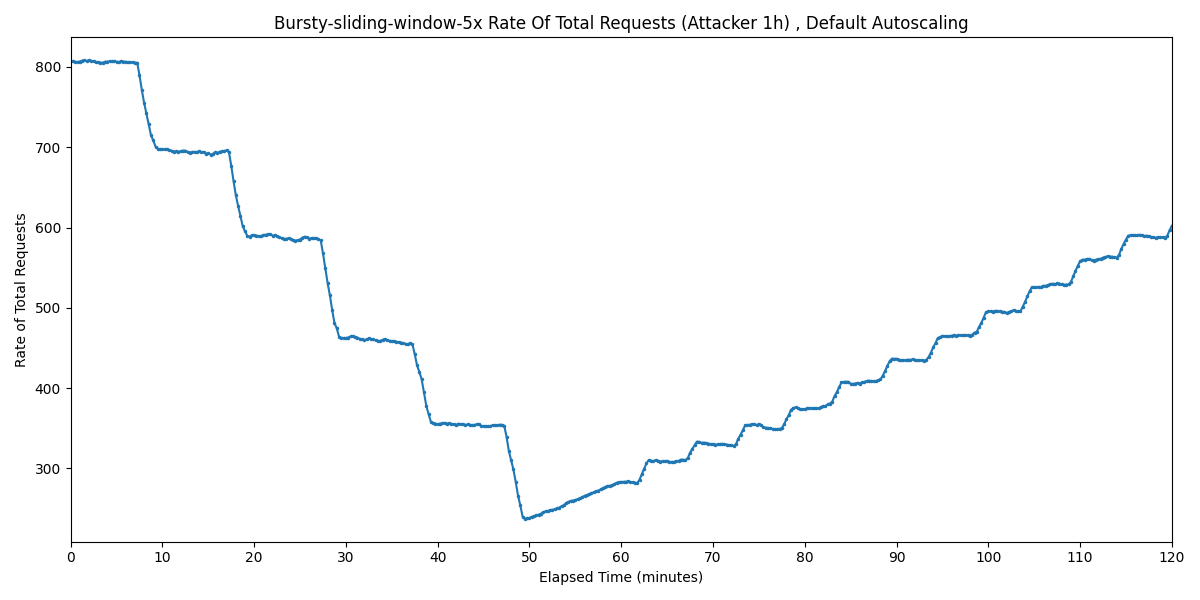 Bursty-sliding-window-5x Rate Of Total Requests (Attacker 1h) , Default Autoscaling
800
700
600
500
400
300
Rate of Total Requests
0 10 20 30 40 50 60 70 80 90 100 110 120
Elapsed Time (minutes)